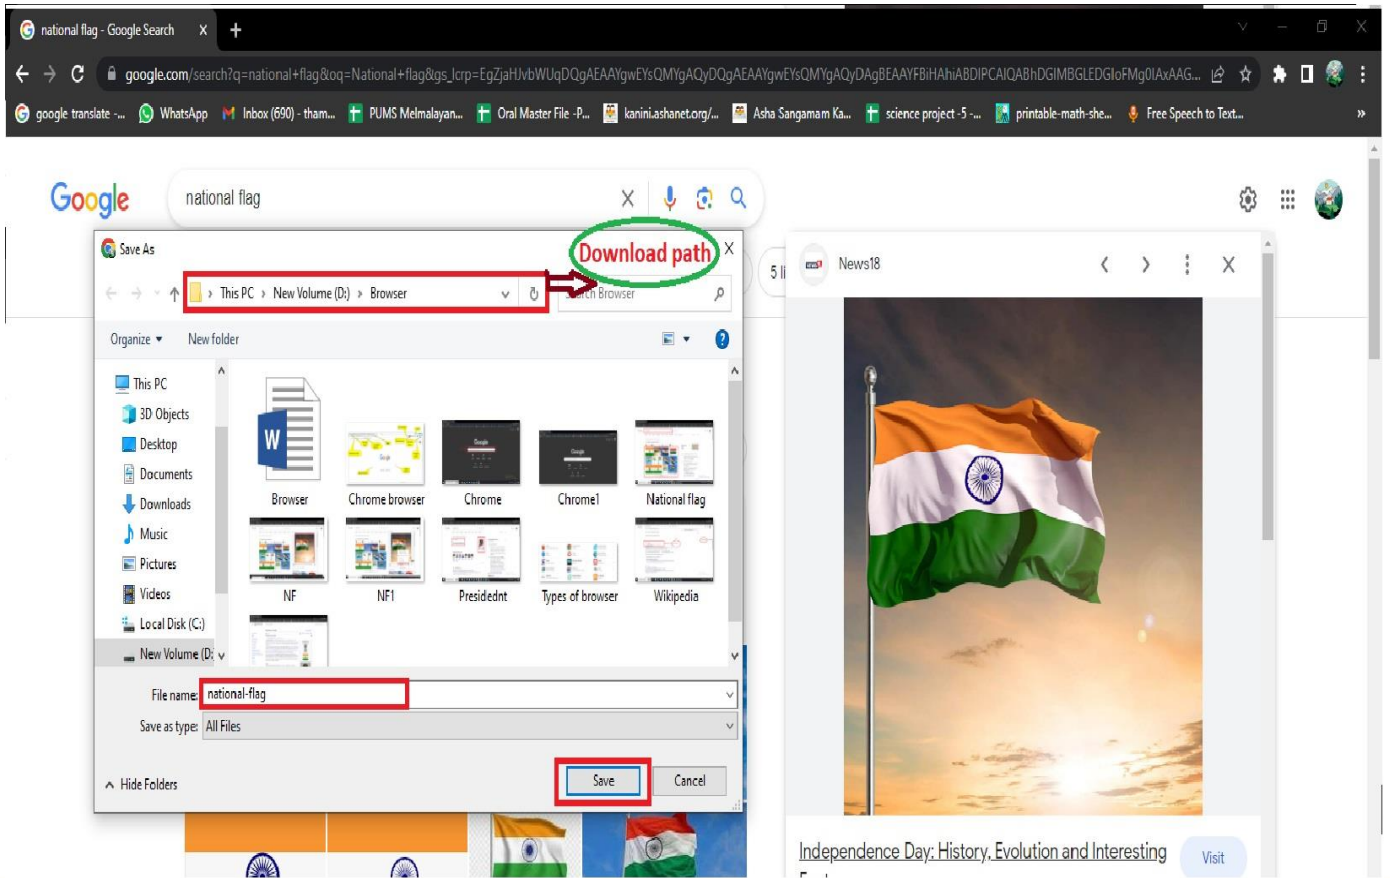 national flag - Google Search X +
google.com/search?q=national+flag&oq=National+flag&gs_lcrp=
google translate -... WhatsApp Inbox (690) - tham... PUMS Melmalayan... Oral Master File -P... kanini.ashanet.org/... Asha Sangamam Ka... science project -5 -... printable-math-she... Free Speech to Text... »
Google national flag
Save As Download path
This PC › New Volume (D:) › Browser Search Browser
Organize New folder
This PC
3D Objects
Desktop
Documents
Downloads
Music
Pictures
Videos
Local Disk (C:)
New Volume (D:
Browser Chrome browser Chrome Chrome1 National flag
NF NF1 Presidednt Types of browser Wikipedia
File name: national-flag
Save as type: All Files
Hide Folders Save Cancel
5 li
News18
Independence Day: History, Evolution and Interesting
Visit